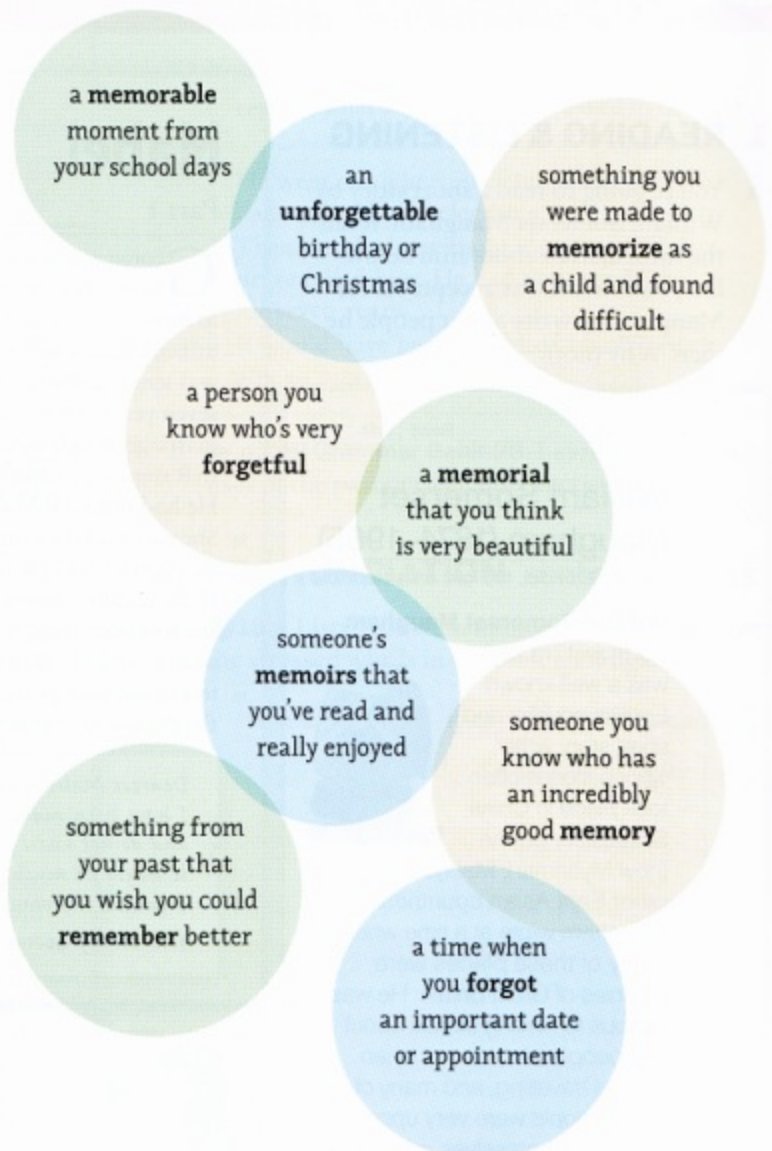 a memorable
moment from
your school days
an
unforgettable
birthday or
Christmas
something you
were made to
memorize as
a child and found
difficult
a person you
know who's very
forgetful
a memorial
that you think
is very beautiful
someone's
memoirs that
you've read and
really enjoyed
someone you
know who has
an incredibly
good memory
something from
your past that
you wish you could
remember better
a time when
you forgot
an important date
or appointment